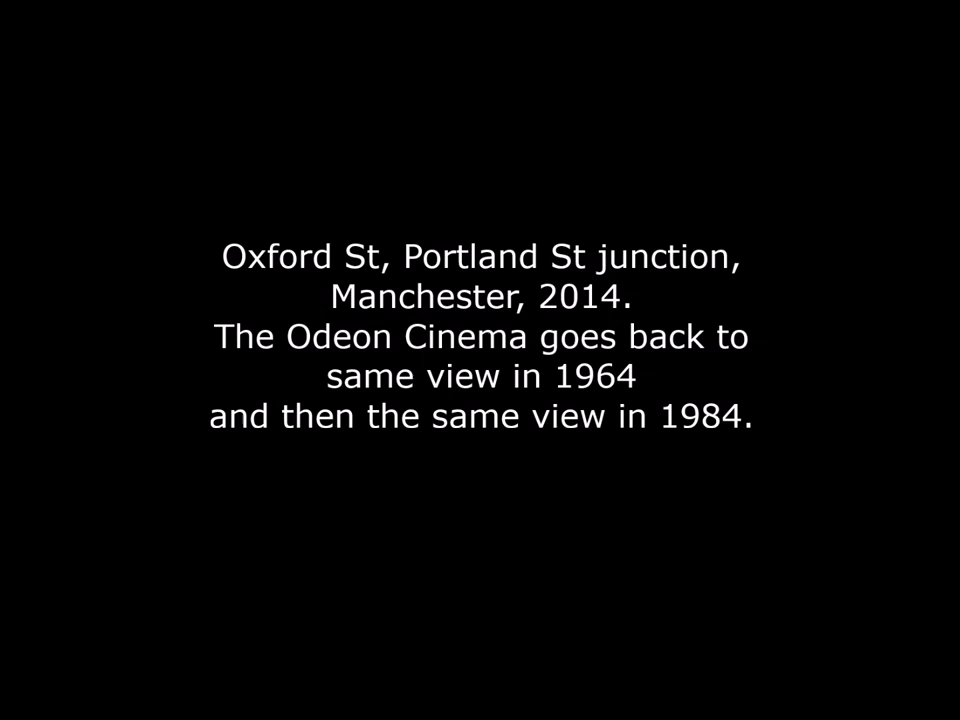 Oxford St, Portland St junction,
Manchester, 2014.
The Odeon Cinema goes back to
same view in 1964
and then the same view in 1984.